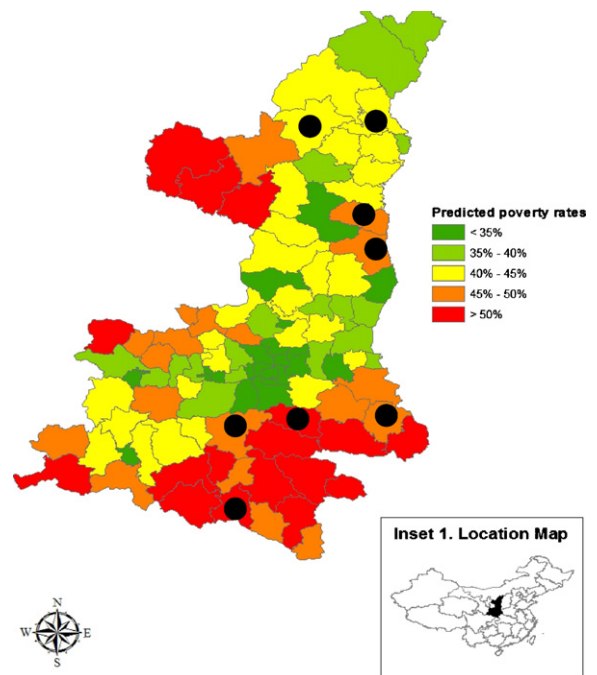 Predicted poverty rates
< 35%
35% - 40%
40% - 45%
45% - 50%
> 50%
Inset 1. Location Map
N
W E
S